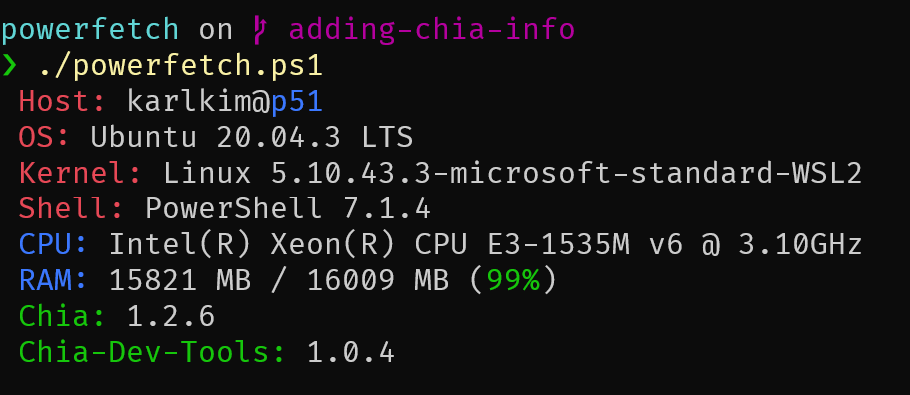 powerfetch on adding-chia-info
❯ ./powerfetch.ps1
Host: karlkim@p51
OS: Ubuntu 20.04.3 LTS
Kernel: Linux 5.10.43.3-microsoft-standard-WSL2
Shell: PowerShell 7.1.4
CPU: Intel(R) Xeon(R) CPU E3-1535M v6 @ 3.10GHz
RAM: 15821 MB / 16009 MB (99%)
Chia: 1.2.6
Chia-Dev-Tools: 1.0.4